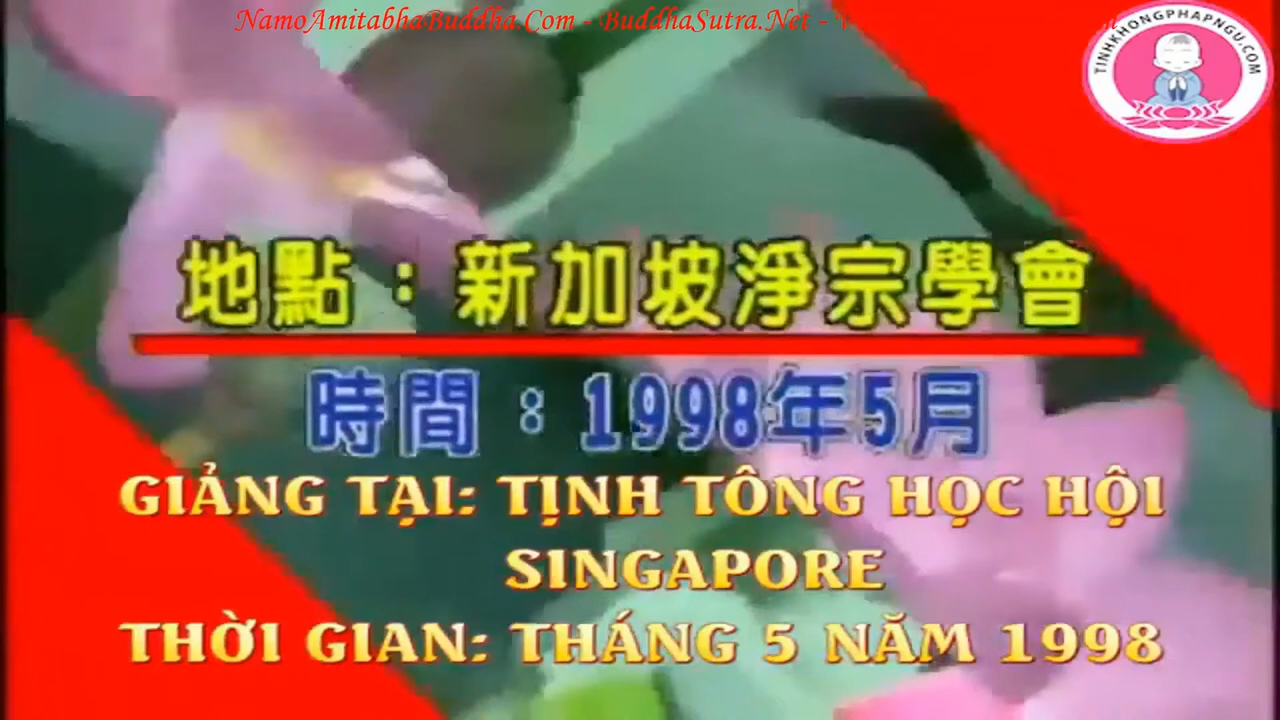 NamoAmitabhaBuddha.Com - BuddhaSutra.Net -
TINHKHONGPHAPNGU.COM
地點：新加坡淨宗學會
時間：1998年5月
GIẢNG TẠI: TỊNH TÔNG HỌC HỘI
SINGAPORE
THỜI GIAN: THÁNG 5 NĂM 1998